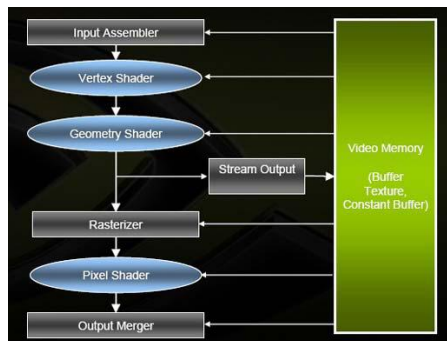 Input Assembler
Vertex Shader
Geometry Shader
Stream Output
Rasterizer
Pixel Shader
Output Merger
Video Memory
(Buffer
Texture,
Constant Buffer)